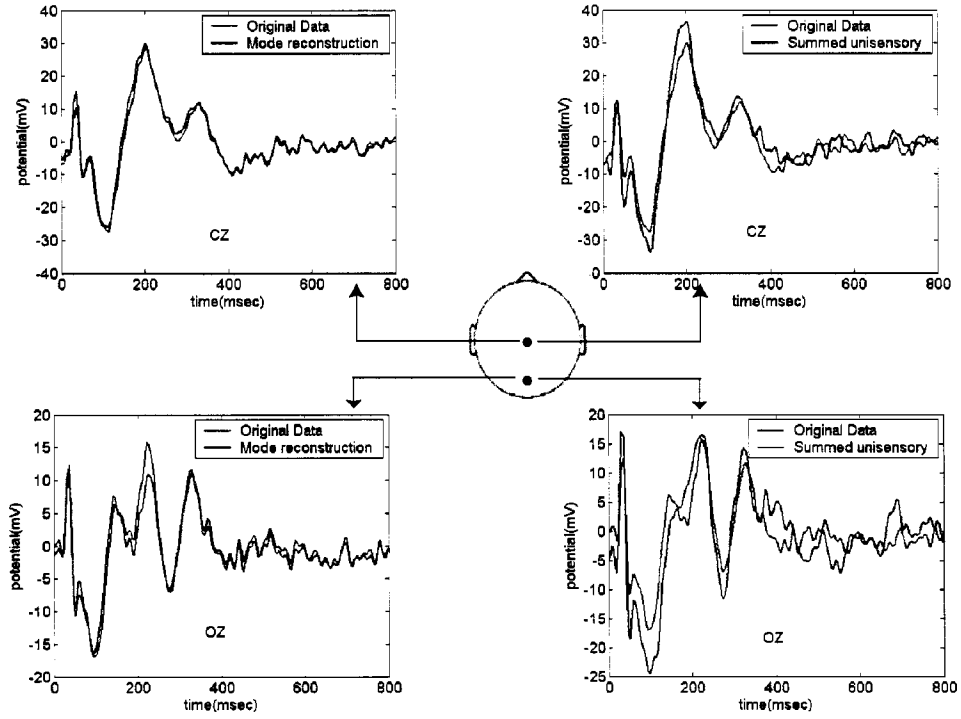 40
30
20
10
0
-10
-20
-30
40
potential(mV)
Original Data
Mode reconstruction
CZ
0 200 400 600 800
time(msec)
40
30
20
10
0
-10
-20
-30
0
potential(mV)
Original Data
Summed unisensory
CZ
0 200 400 600 800
time(msec)
20
15
10
5
0
-5
-10
-15
-20
potential(mV)
Original Data
Mode reconstruction
OZ
0 200 400 600 800
time(msec)
20
15
10
5
0
-5
-10
-15
-20
-25
potential(mV)
Original Data
Summed unisensory
OZ
0 200 400 600 800
time(msec)